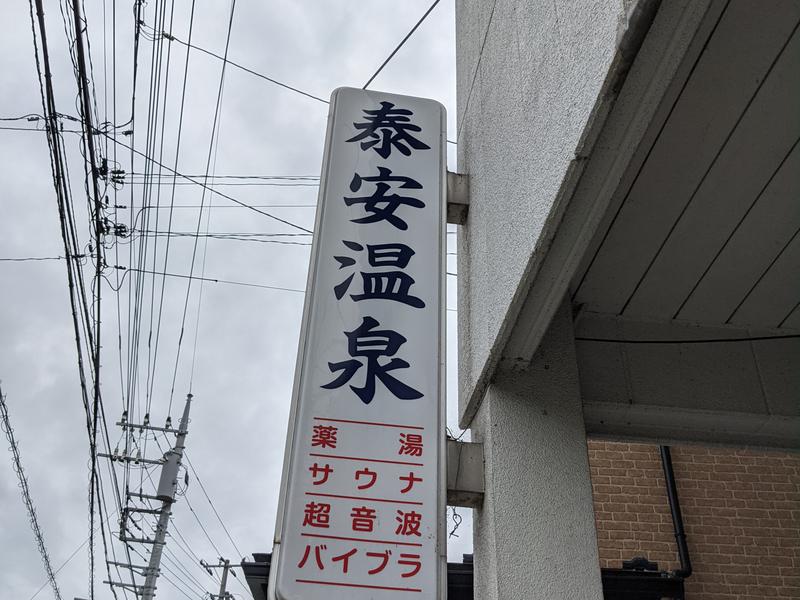 泰安温泉
薬湯
サウナ
超音波
バイブラ